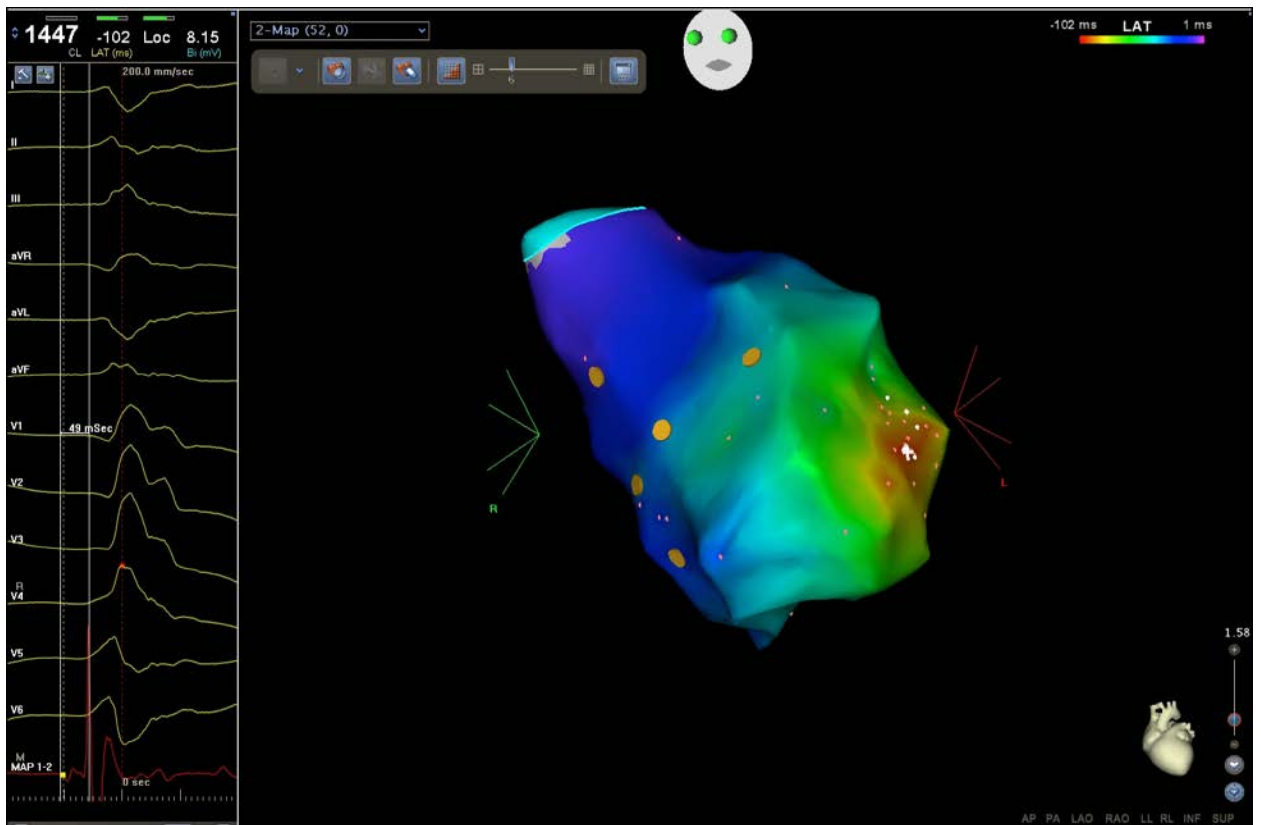 1447 -102 Loc 8.15
CL LAT (ms) Bi (mV)
200.0 mm/sec
I
II
III
aVR
aVL
aVF
V1
49 mSec
V2
V3
R
V4
V5
V6
M
MAP 1-2
0 sec
2-Map (52, 0)
6
-102 ms LAT 1 ms
R
L
1.58
AP PA LAO RAO LL RL INF SUP